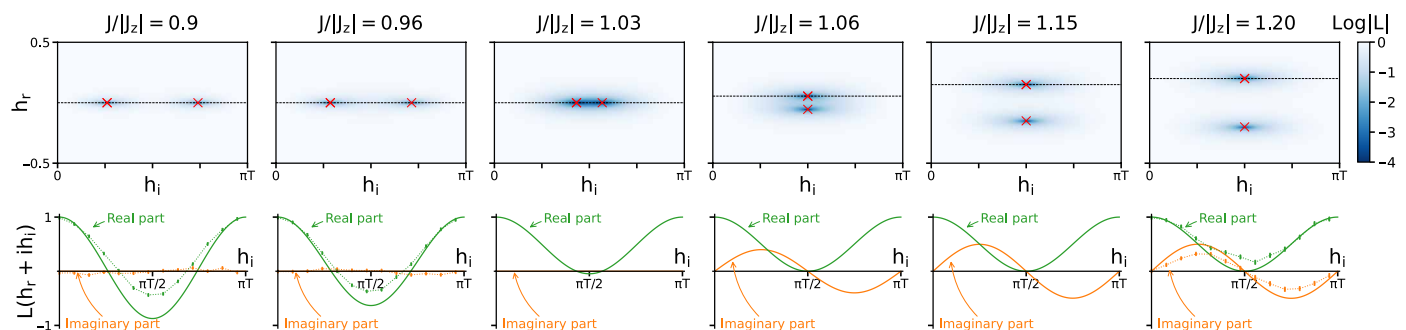 J/|J_z| = 0.9
J/|J_z| = 0.96
J/|J_z| = 1.03
J/|J_z| = 1.06
J/|J_z| = 1.15
J/|J_z| = 1.20
Log|L|
0.5
h_r
−0.5
0
h_i
πT
0
h_i
πT
0
h_i
πT
0
h_i
πT
0
h_i
πT
0
h_i
πT
0
−1
−2
−3
−4
L(h_r + ih_i)
1
0
−1
Real part
h_i
πT/2
πT
Imaginary part
Real part
h_i
πT/2
πT
Imaginary part
Real part
h_i
πT/2
πT
Imaginary part
Real part
h_i
πT/2
πT
Imaginary part
Real part
h_i
πT/2
πT
Imaginary part
Real part
h_i
πT/2
πT
Imaginary part